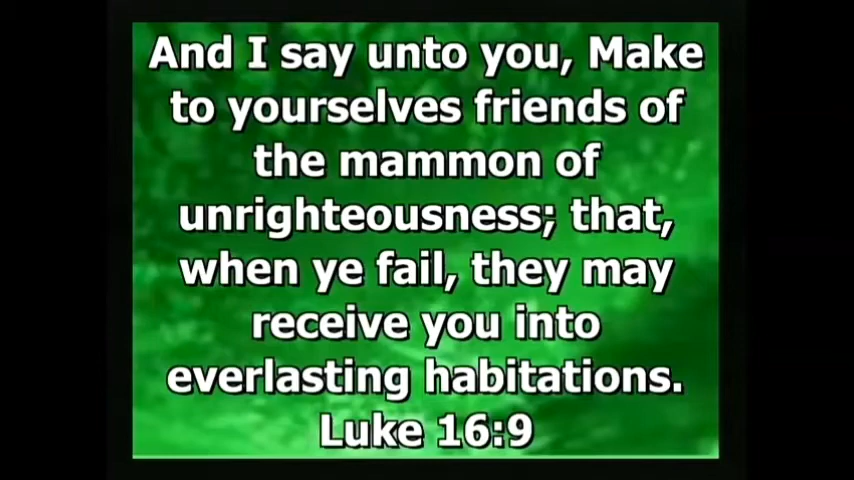 And I say unto you, Make
to yourselves friends of
the mammon of
unrighteousness; that,
when ye fail, they may
receive you into
everlasting habitations.
Luke 16:9